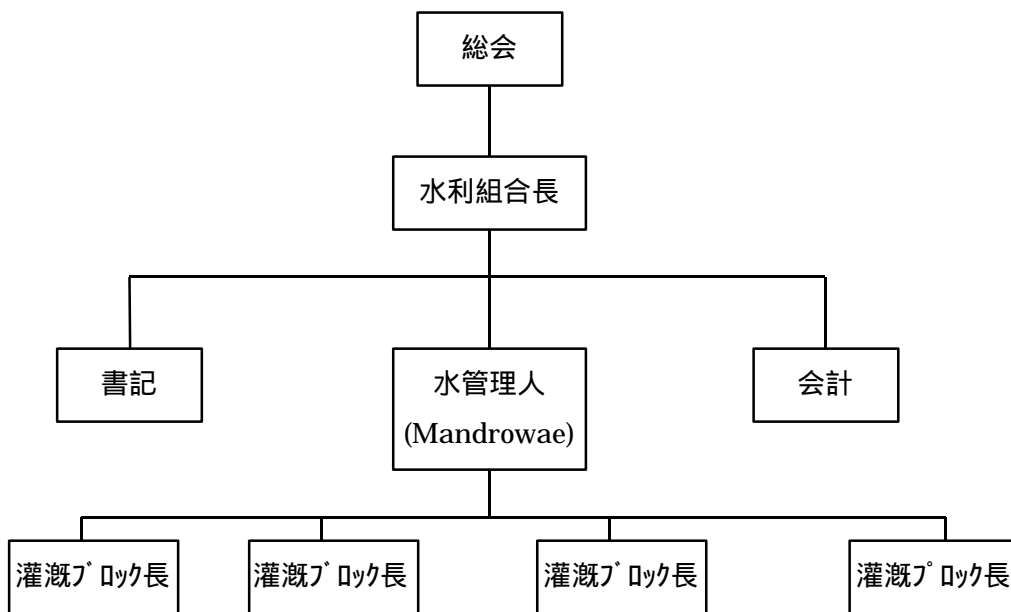 総会
水利組合長
書記
水管理人
(Mandrowae)
会計
灌漑ﾌﾞﾛｯｸ長
灌漑ﾌﾞﾛｯｸ長
灌漑ﾌﾞﾛｯｸ長
灌漑ﾌﾟﾛｯｸ長